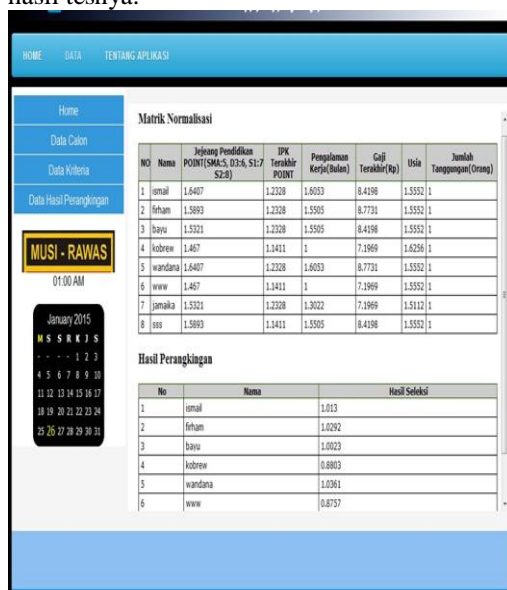 hasil tesnya.
HOME DATA TENTANG APLIKASI
Home
Data Calon
Data Kriteria
Data Hasil Perangkingan
MUSI - RAWAS
01:00 AM
January 2015
M S S R K J S
- - - - 1 2 3
4 5 6 7 8 9 10
11 12 13 14 15 16 17
18 19 20 21 22 23 24
25 26 27 28 29 30 31
Matrik Normalisasi
NO Nama Jejeang Pendidikan POINT(SMA:5, D3:6, S1:7 S2:8) IPK Terakhir POINT Pengalaman Kerja(Bulan) Gaji Terakhir(Rp) Usia Jumlah Tanggungan(Orang)
1 ismail 1.6407 1.2328 1.6053 8.4198 1.5552 1
2 firham 1.5893 1.2328 1.5505 8.7731 1.5552 1
3 bayu 1.5321 1.2328 1.5505 8.4198 1.5552 1
4 kobrew 1.467 1.1411 1 7.1969 1.6256 1
5 wandana 1.6407 1.2328 1.6053 8.7731 1.5552 1
6 www 1.467 1.1411 1 7.1969 1.5552 1
7 jamaika 1.5321 1.2328 1.3022 7.1969 1.5112 1
8 sss 1.5893 1.1411 1.5505 8.4198 1.5552 1
Hasil Perangkingan
No Nama Hasil Seleksi
1 ismail 1.013
2 firham 1.0292
3 bayu 1.0023
4 kobrew 0.8803
5 wandana 1.0361
6 www 0.8757